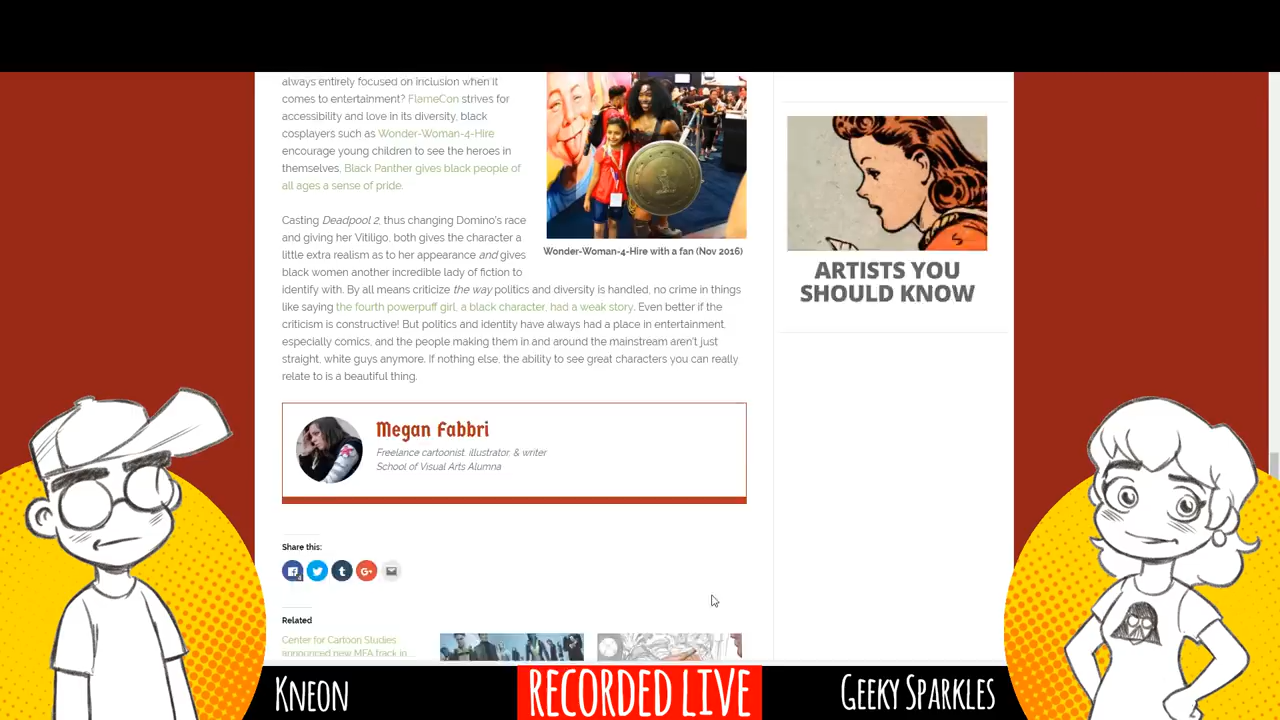 always entirely focused on inclusion when it
comes to entertainment? FlameCon strives for
accessibility and love in its diversity, black
cosplayers such as Wonder-Woman-4-Hire
encourage young children to see the heroes in
themselves, Black Panther gives black people of
all ages a sense of pride.
Casting Deadpool 2, thus changing Domino's race
and giving her Vitiligo, both gives the character a
little extra realism as to her appearance and gives
black women another incredible lady of fiction to
identify with. By all means criticize the way politics and diversity is handled, no crime in things
like saying the fourth powerpuff girl, a black character, had a weak story. Even better if the
criticism is constructive! But politics and identity have always had a place in entertainment,
especially comics, and the people making them in and around the mainstream aren't just
straight, white guys anymore. If nothing else, the ability to see great characters you can really
relate to is a beautiful thing.
Wonder-Woman-4-Hire with a fan (Nov 2016)
ARTISTS YOU
SHOULD KNOW
Megan Fabbri
Freelance cartoonist, illustrator, & writer
School of Visual Arts Alumna
Share this:
Related
Center for Cartoon Studies
announced new MFA track in...
Kneon
RECORDED LIVE
Geeky Sparkles